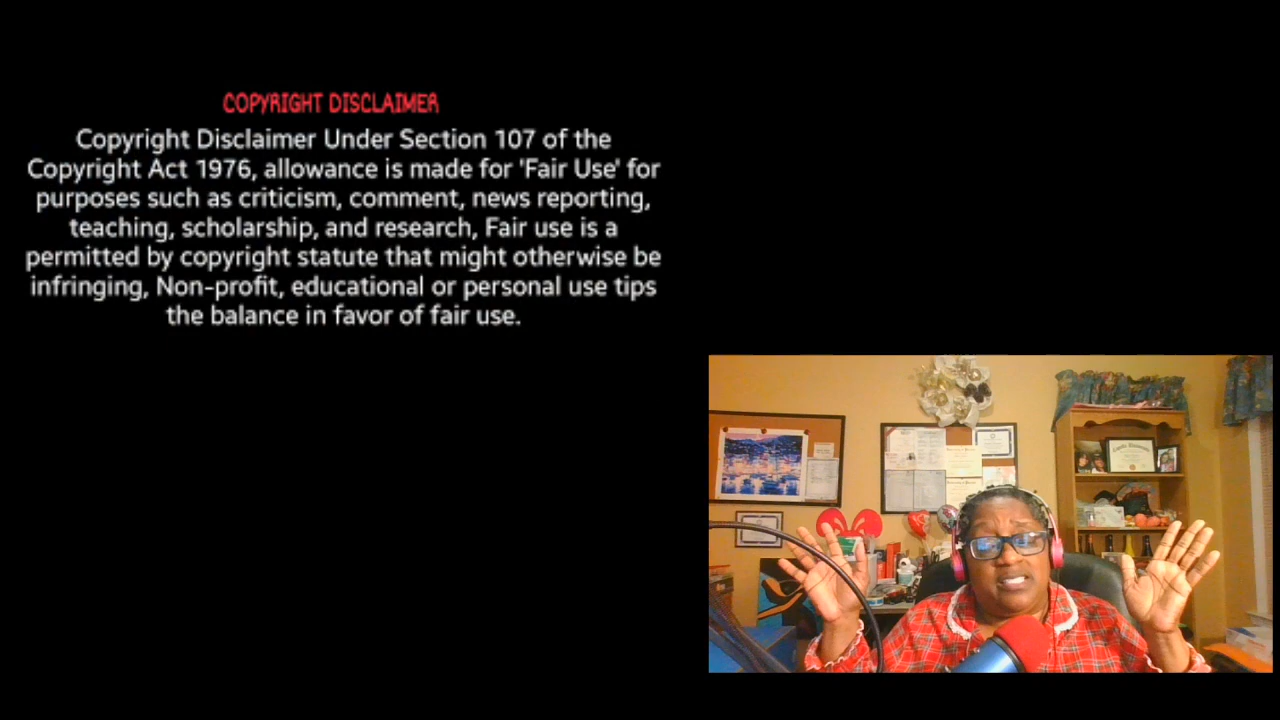 COPYRIGHT DISCLAIMER
Copyright Disclaimer Under Section 107 of the
Copyright Act 1976, allowance is made for 'Fair Use' for
purposes such as criticism, comment, news reporting,
teaching, scholarship, and research, Fair use is a
permitted by copyright statute that might otherwise be
infringing, Non-profit, educational or personal use tips
the balance in favor of fair use.